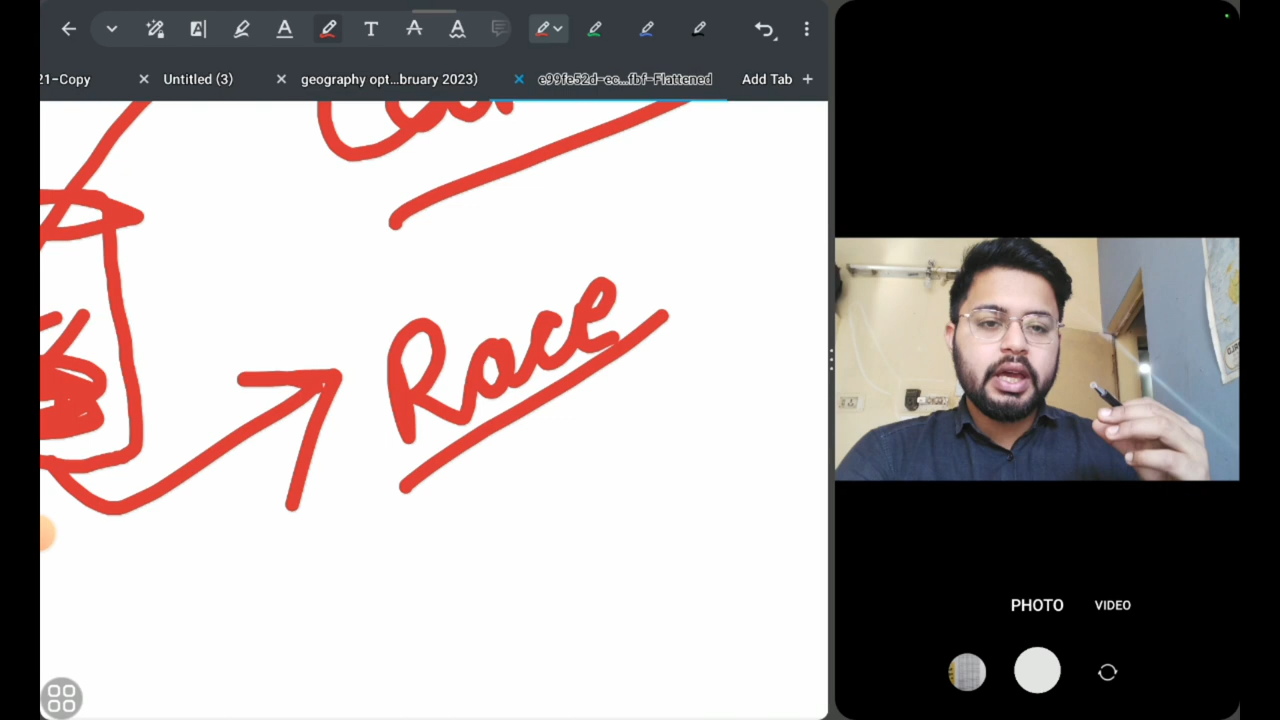 21-Copy
Untitled (3)
geography opt...bruary 2023)
e99fe52d-ec...fbf-Flattened
Add Tab +
Race
PHOTO
VIDEO